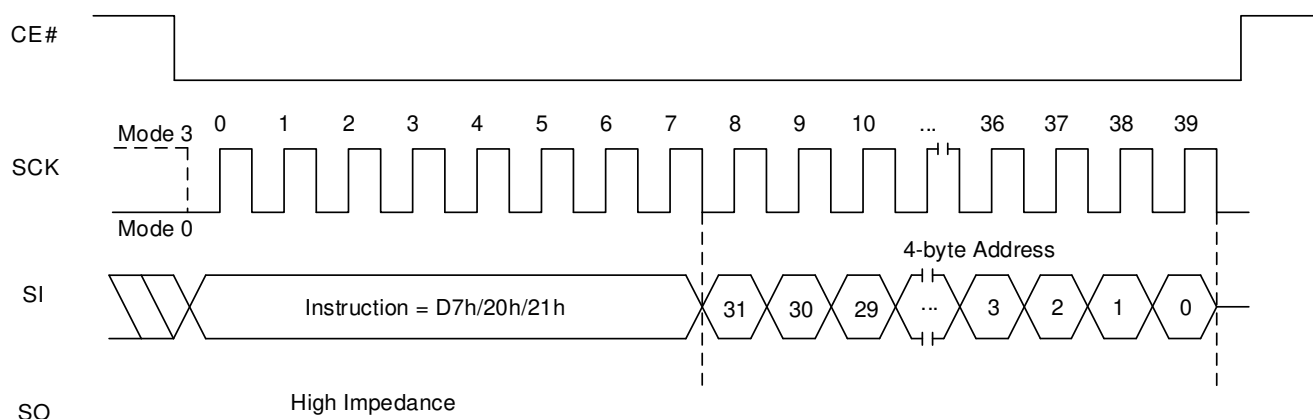 CE#
Mode 3
0 1 2 3 4 5 6 7 8 9 10 ... 36 37 38 39
SCK
Mode 0
4-byte Address
SI
Instruction = D7h/20h/21h 31 30 29 ... 3 2 1 0
High Impedance
SO